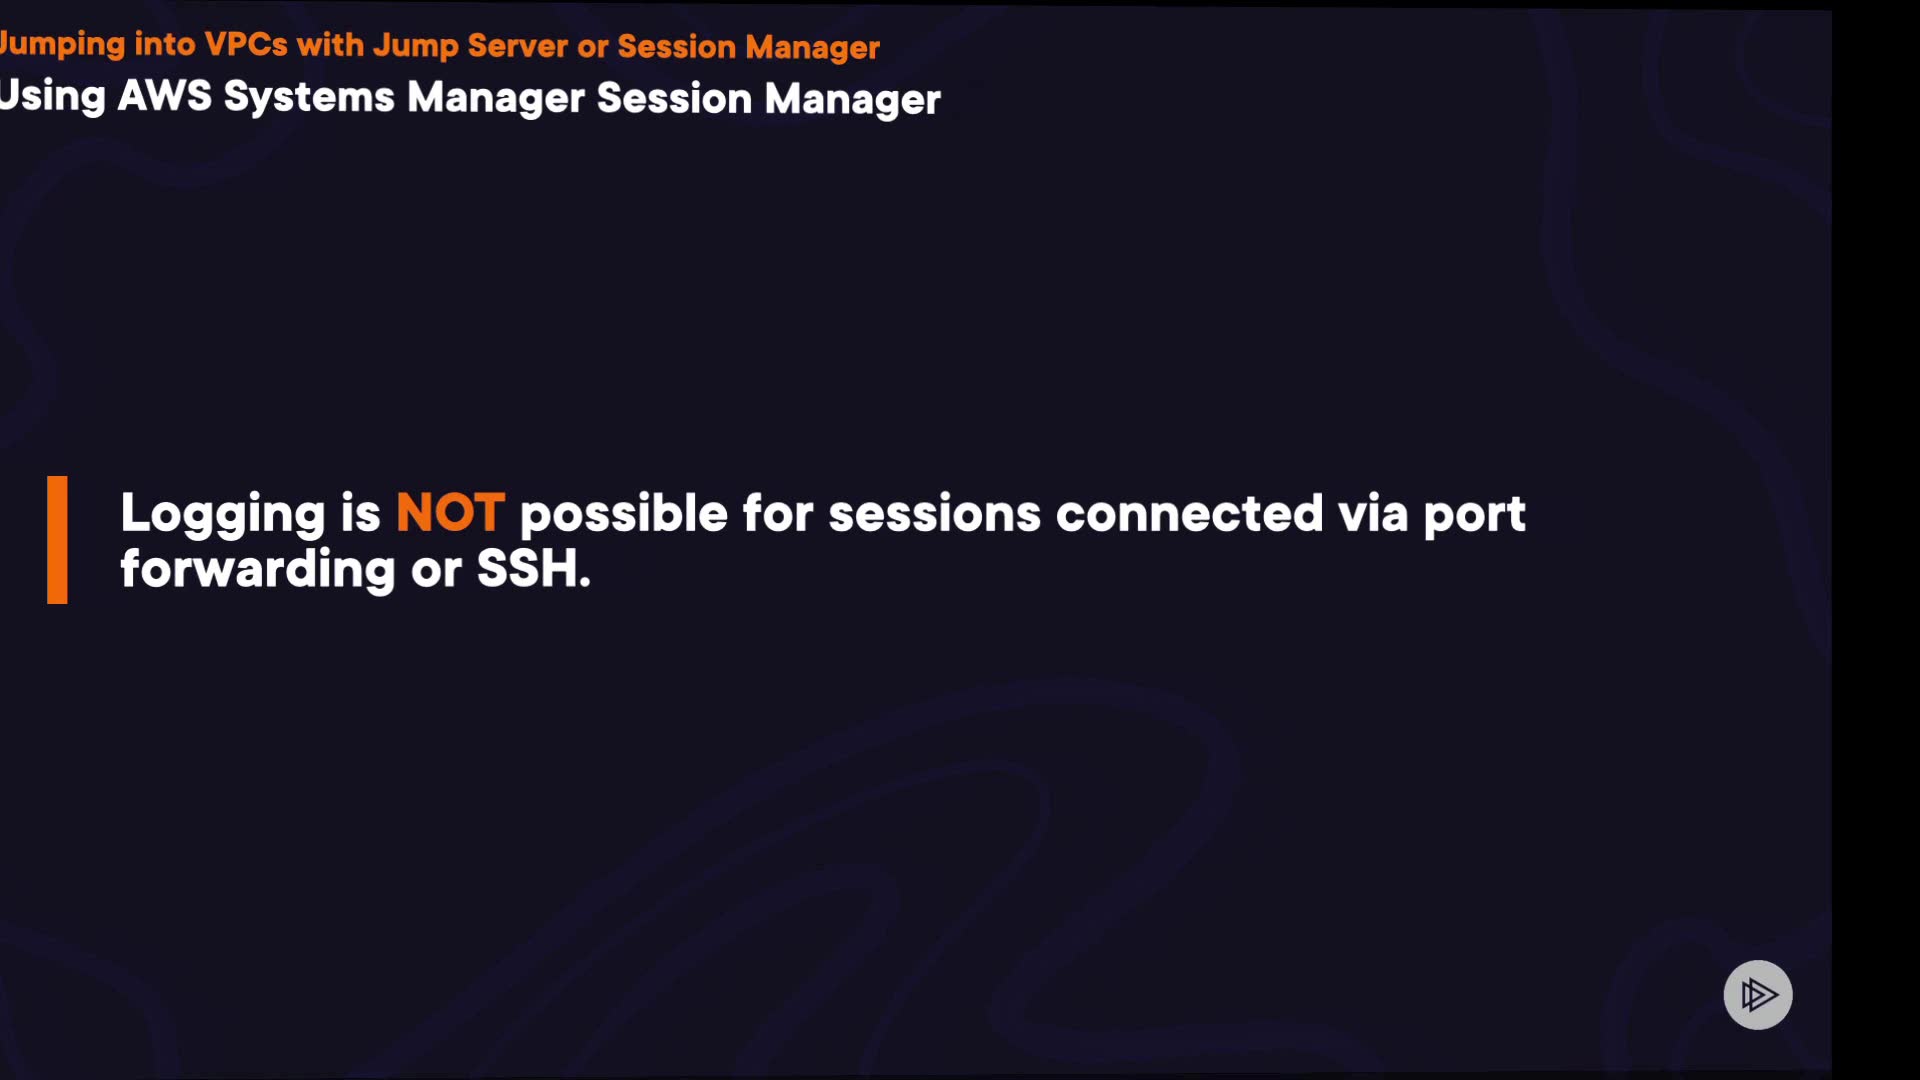 Jumping into VPCs with Jump Server or Session Manager
Using AWS Systems Manager Session Manager
Logging is NOT possible for sessions connected via port
forwarding or SSH.